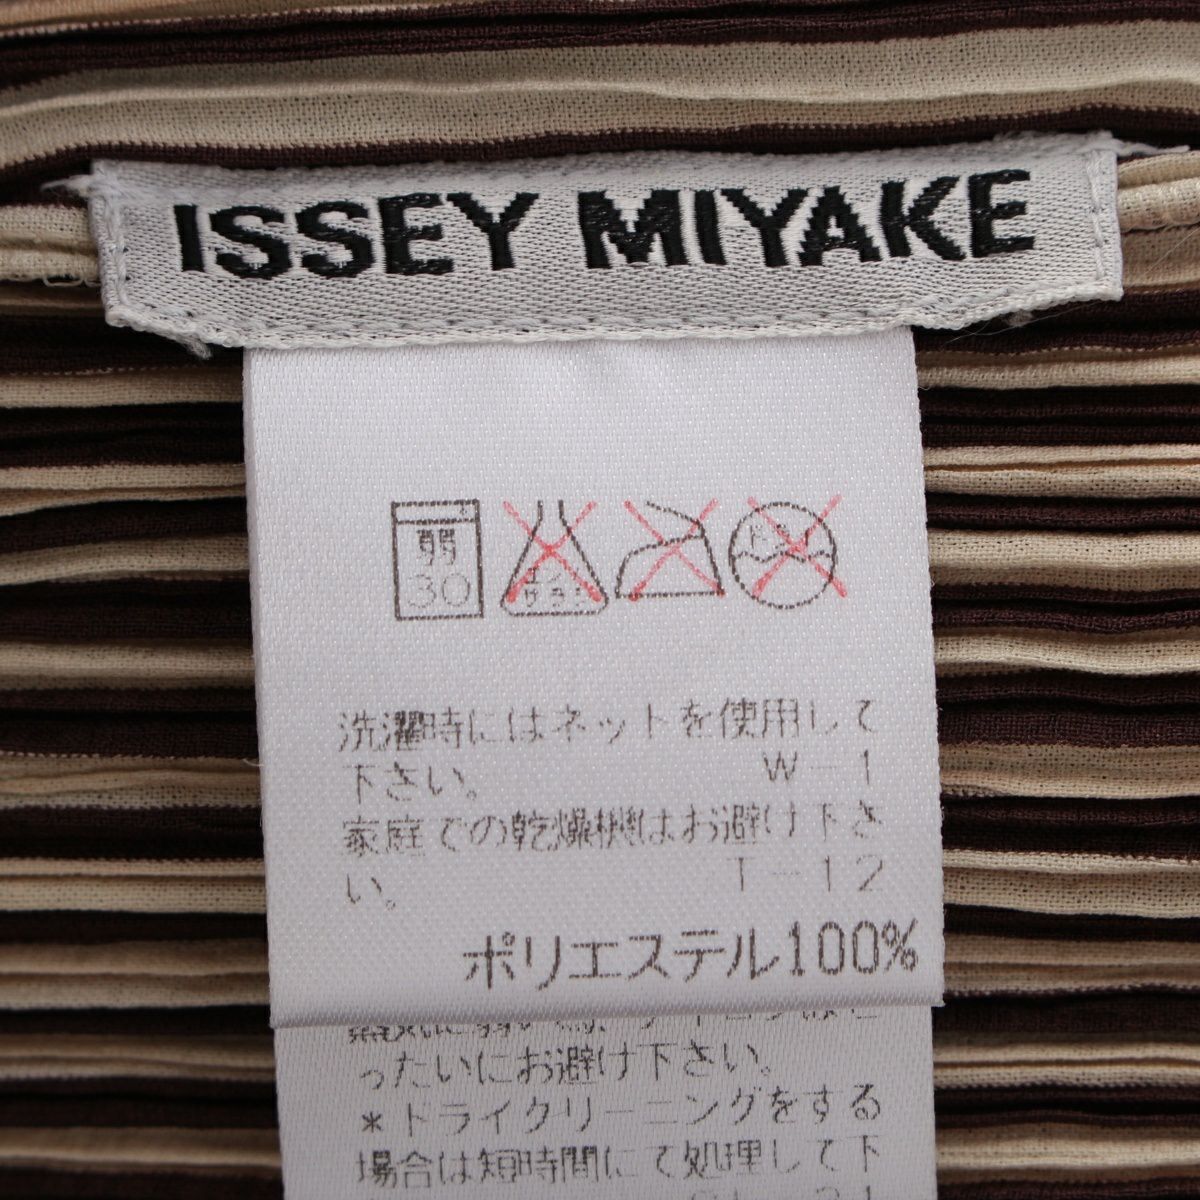 ISSEY MIYAKE
弱
30
洗濯時にはネットを使用して
下さい。 W-1
家庭での乾燥機はお避け下さ
い。 T-12
ポリエステル100%
ったいにお避け下さい。
*ドライクリーニングをする
場合は短時間にて処理して下